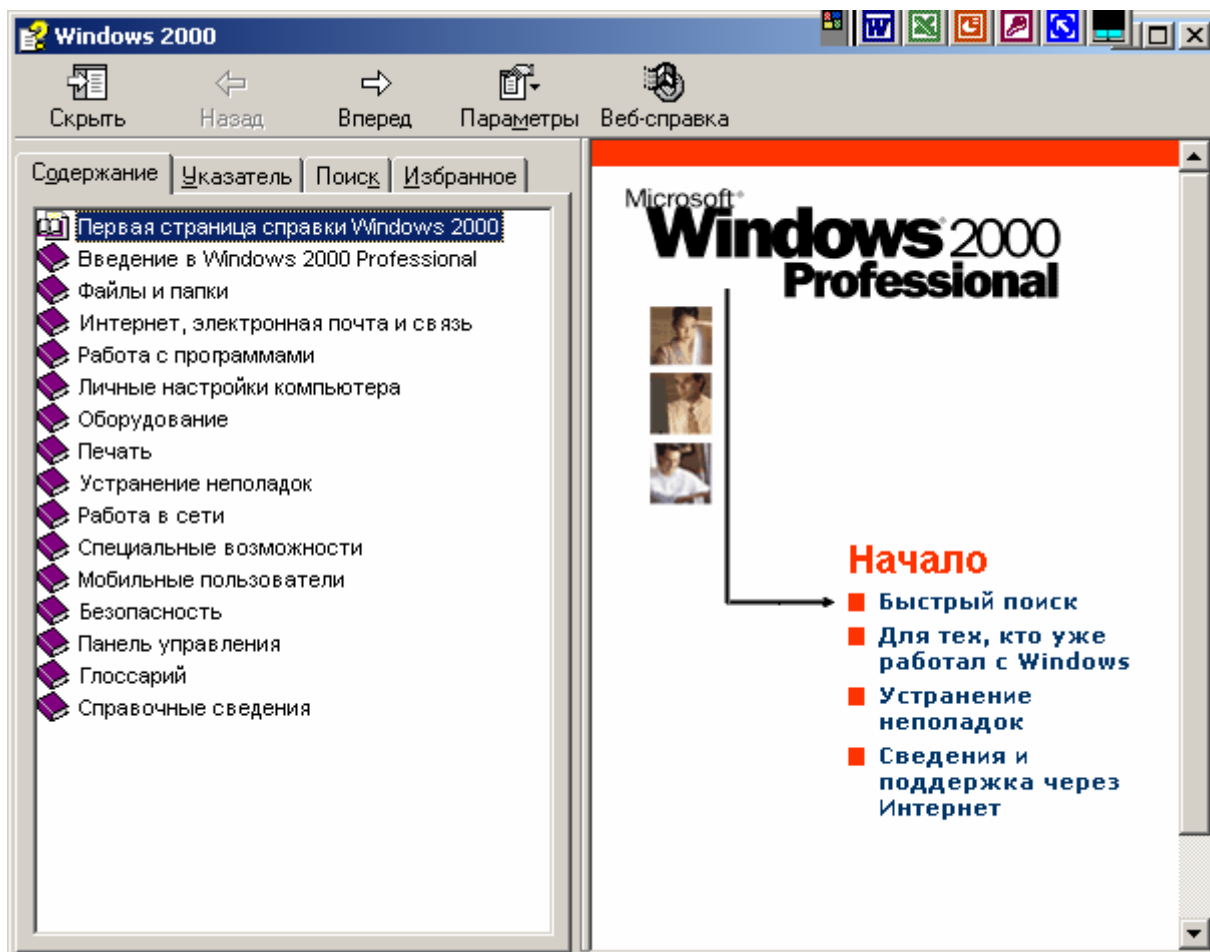 Windows 2000
Скрыть Назад Вперед Параметры Веб-справка
Содержание Указатель Поиск Избранное
Первая страница справки Windows 2000
Введение в Windows 2000 Professional
Файлы и папки
Интернет, электронная почта и связь
Работа с программами
Личные настройки компьютера
Оборудование
Печать
Устранение неполадок
Работа в сети
Специальные возможности
Мобильные пользователи
Безопасность
Панель управления
Глоссарий
Справочные сведения
Microsoft®
Windows® 2000
Professional
Начало
Быстрый поиск
Для тех, кто уже
работал с Windows
Устранение
неполадок
Сведения и
поддержка через
Интернет